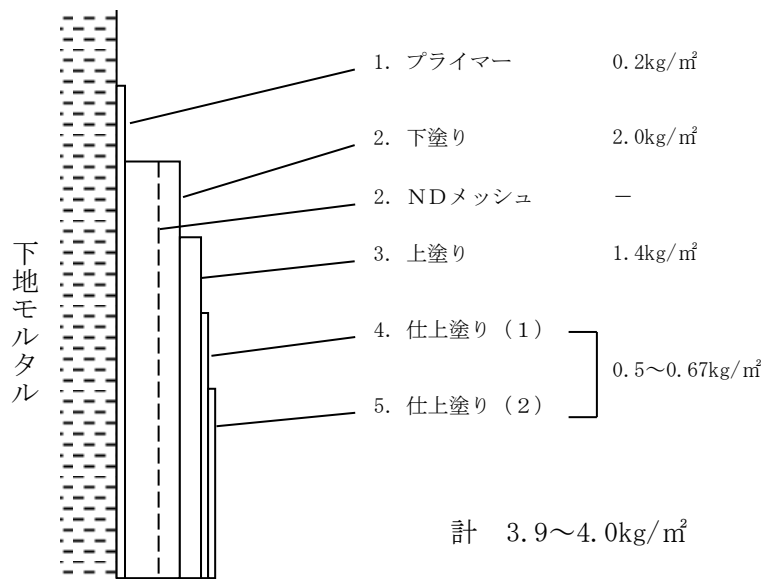 1. プライマー 0.2kg/㎡
2. 下塗り 2.0kg/㎡
2. ＮＤメッシュ －
3. 上塗り 1.4kg/㎡
4. 仕上塗り（１）
0.5～0.67kg/㎡
5. 仕上塗り（２）
下地モルタル
計 3.9～4.0kg/㎡